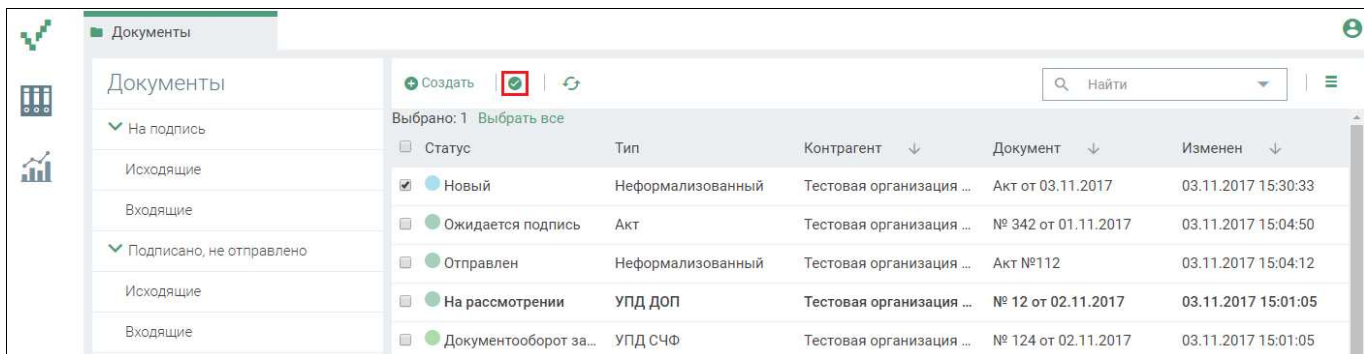 Документы
Документы
На подпись
Исходящие
Входящие
Подписано, не отправлено
Исходящие
Входящие
Создать
Найти
Выбрано: 1 Выбрать все
Статус Тип Контрагент Документ Изменен
Новый Неформализованный Тестовая организация ... Акт от 03.11.2017 03.11.2017 15:30:33
Ожидается подпись Акт Тестовая организация ... № 342 от 01.11.2017 03.11.2017 15:04:50
Отправлен Неформализованный Тестовая организация ... Акт №112 03.11.2017 15:04:12
На рассмотрении УПД ДОП Тестовая организация ... № 12 от 02.11.2017 03.11.2017 15:01:05
Документооборот за... УПД СЧФ Тестовая организация ... № 124 от 02.11.2017 03.11.2017 15:01:05